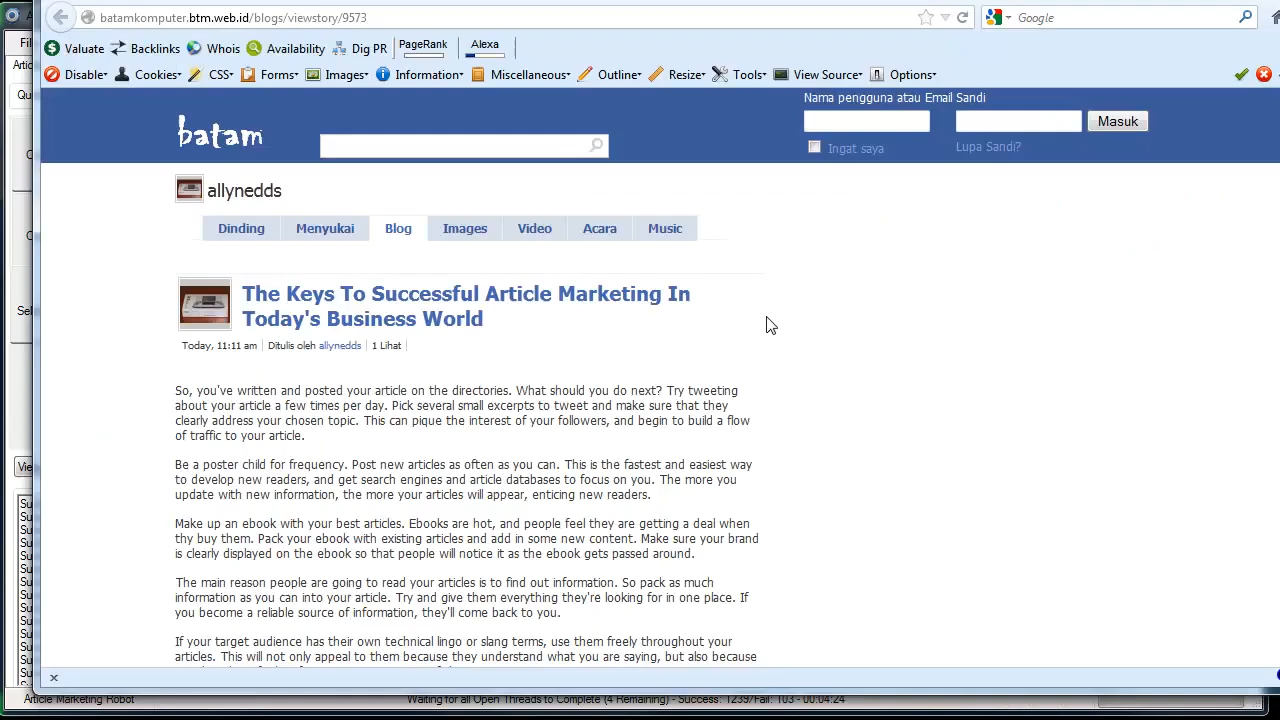 batamkomputer.btm.web.id/blogs/viewstory/9573
Google
Valuate Backlinks Whois Availability Dig PR PageRank Alexa
Disable Cookies CSS Forms Images Information Miscellaneous Outline Resize Tools View Source Options
Nama pengguna atau Email Sandi
batam
Masuk
Ingat saya Lupa Sandi?
allynedds
Dinding Menyukai Blog Images Video Acara Music
The Keys To Successful Article Marketing In
Today's Business World
Today, 11:11 am Ditulis oleh allynedds 1 Lihat
So, you've written and posted your article on the directories. What should you do next? Try tweeting
about your article a few times per day. Pick several small excerpts to tweet and make sure that they
clearly address your chosen topic. This can pique the interest of your followers, and begin to build a flow
of traffic to your article.
Be a poster child for frequency. Post new articles as often as you can. This is the fastest and easiest way
to develop new readers, and get search engines and article databases to focus on you. The more you
update with new information, the more your articles will appear, enticing new readers.
Make up an ebook with your best articles. Ebooks are hot, and people feel they are getting a deal when
thy buy them. Pack your ebook with existing articles and add in some new content. Make sure your brand
is clearly displayed on the ebook so that people will notice it as the ebook gets passed around.
The main reason people are going to read your articles is to find out information. So pack as much
information as you can into your article. Try and give them everything they're looking for in one place. If
you become a reliable source of information, they'll come back to you.
If your target audience has their own technical lingo or slang terms, use them freely throughout your
articles. This will not only appeal to them because they understand what you are saying, but also because
Article Marketing Robot Waiting for all Open Threads to Complete (4 Remaining) - Success: 1239/Fail: 103 - 00:04:24